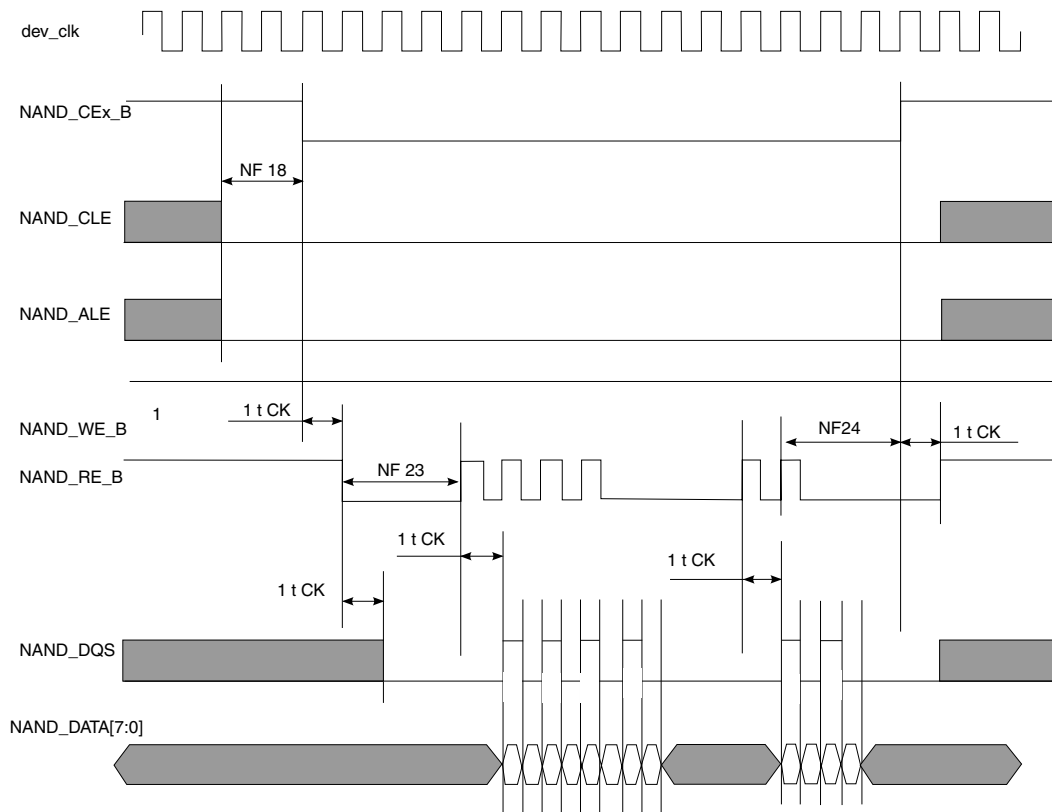 dev_clk
NAND_CEx_B
NF 18
NAND_CLE
NAND_ALE
1
1 t CK
NAND_WE_B
NF24
1 t CK
NAND_RE_B
NF 23
1 t CK
1 t CK
1 t CK
NAND_DQS
NAND_DATA[7:0]